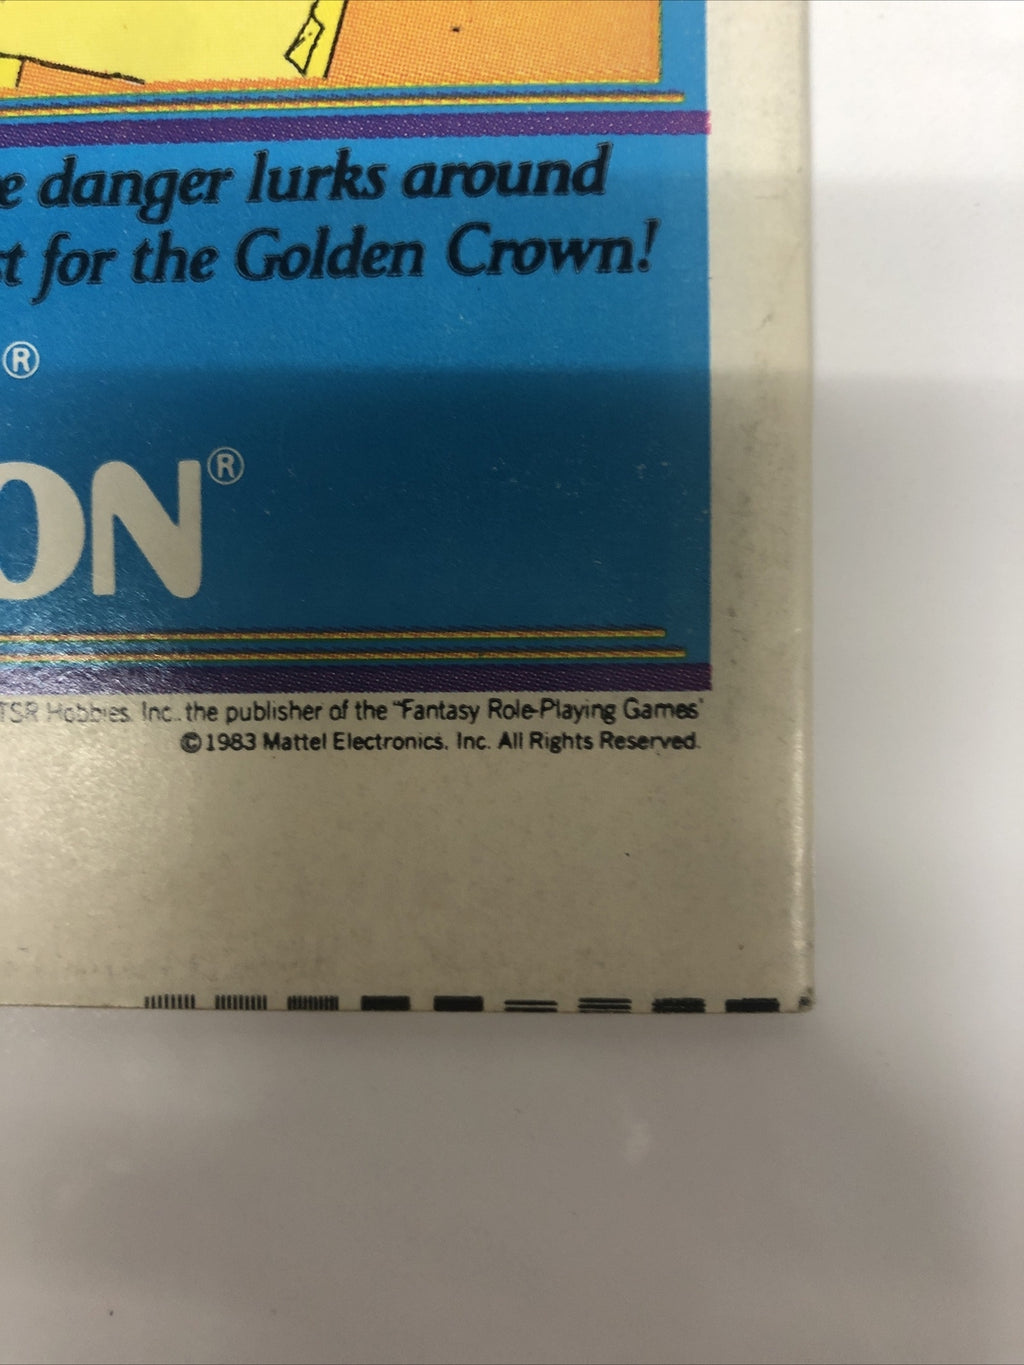 e danger lurks around
st for the Golden Crown!
®
ON®
TSR Hobbies, Inc., the publisher of the "Fantasy Role-Playing Games"
©1983 Mattel Electronics, Inc. All Rights Reserved.